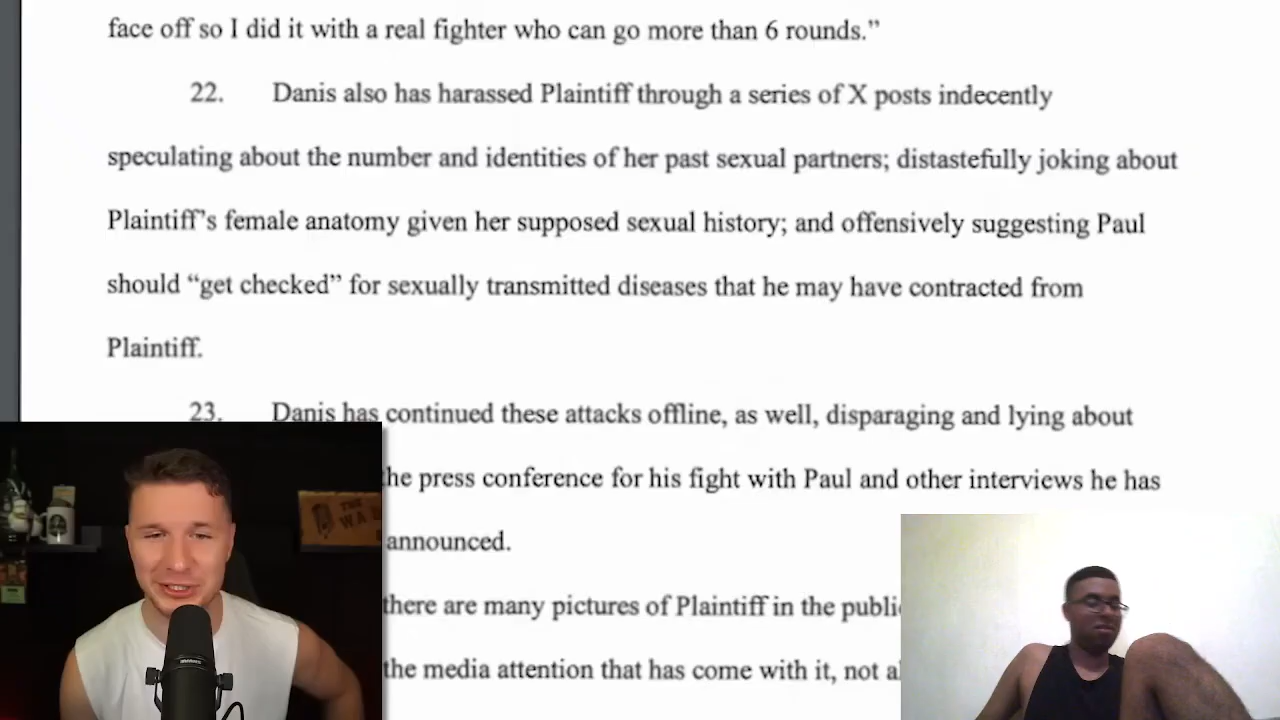 face off so I did it with a real fighter who can go more than 6 rounds.”
22. Danis also has harassed Plaintiff through a series of X posts indecently
speculating about the number and identities of her past sexual partners; distastefully joking about
Plaintiff’s female anatomy given her supposed sexual history; and offensively suggesting Paul
should “get checked” for sexually transmitted diseases that he may have contracted from
Plaintiff.
23. Danis has continued these attacks offline, as well, disparaging and lying about
the press conference for his fight with Paul and other interviews he has
announced.
there are many pictures of Plaintiff in the
the media attention that has come with it, not
THE